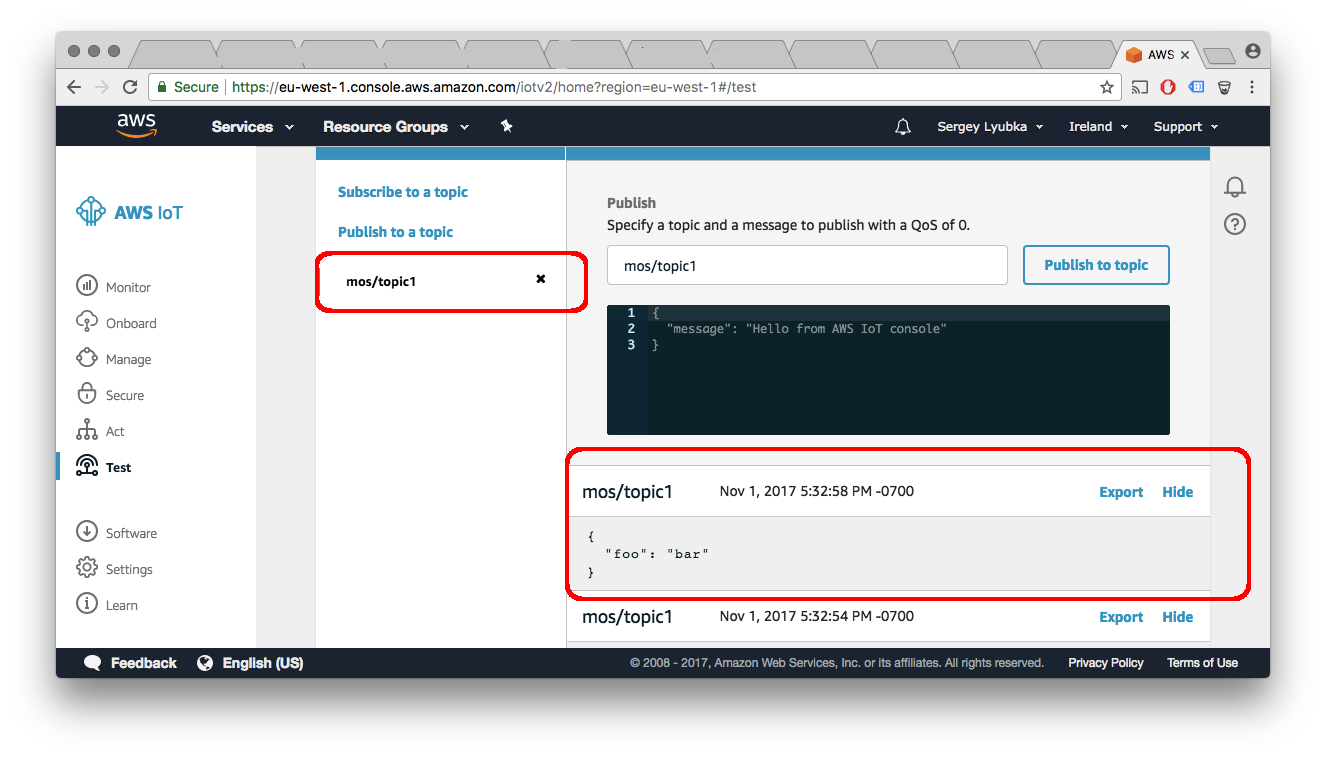 AWS
Secure https://eu-west-1.console.aws.amazon.com/iotv2/home?region=eu-west-1#/test
aws Services Resource Groups Sergey Lyubka Ireland Support
AWS IoT
Monitor
Onboard
Manage
Secure
Act
Test
Software
Settings
Learn
Subscribe to a topic
Publish to a topic
mos/topic1
Publish
Specify a topic and a message to publish with a QoS of 0.
mos/topic1 Publish to topic
1 {
2 "message": "Hello from AWS IoT console"
3 }
mos/topic1 Nov 1, 2017 5:32:58 PM -0700 Export Hide
{
"foo": "bar"
}
mos/topic1 Nov 1, 2017 5:32:54 PM -0700 Export Hide
Feedback English (US) © 2008 - 2017, Amazon Web Services, Inc. or its affiliates. All rights reserved. Privacy Policy Terms of Use